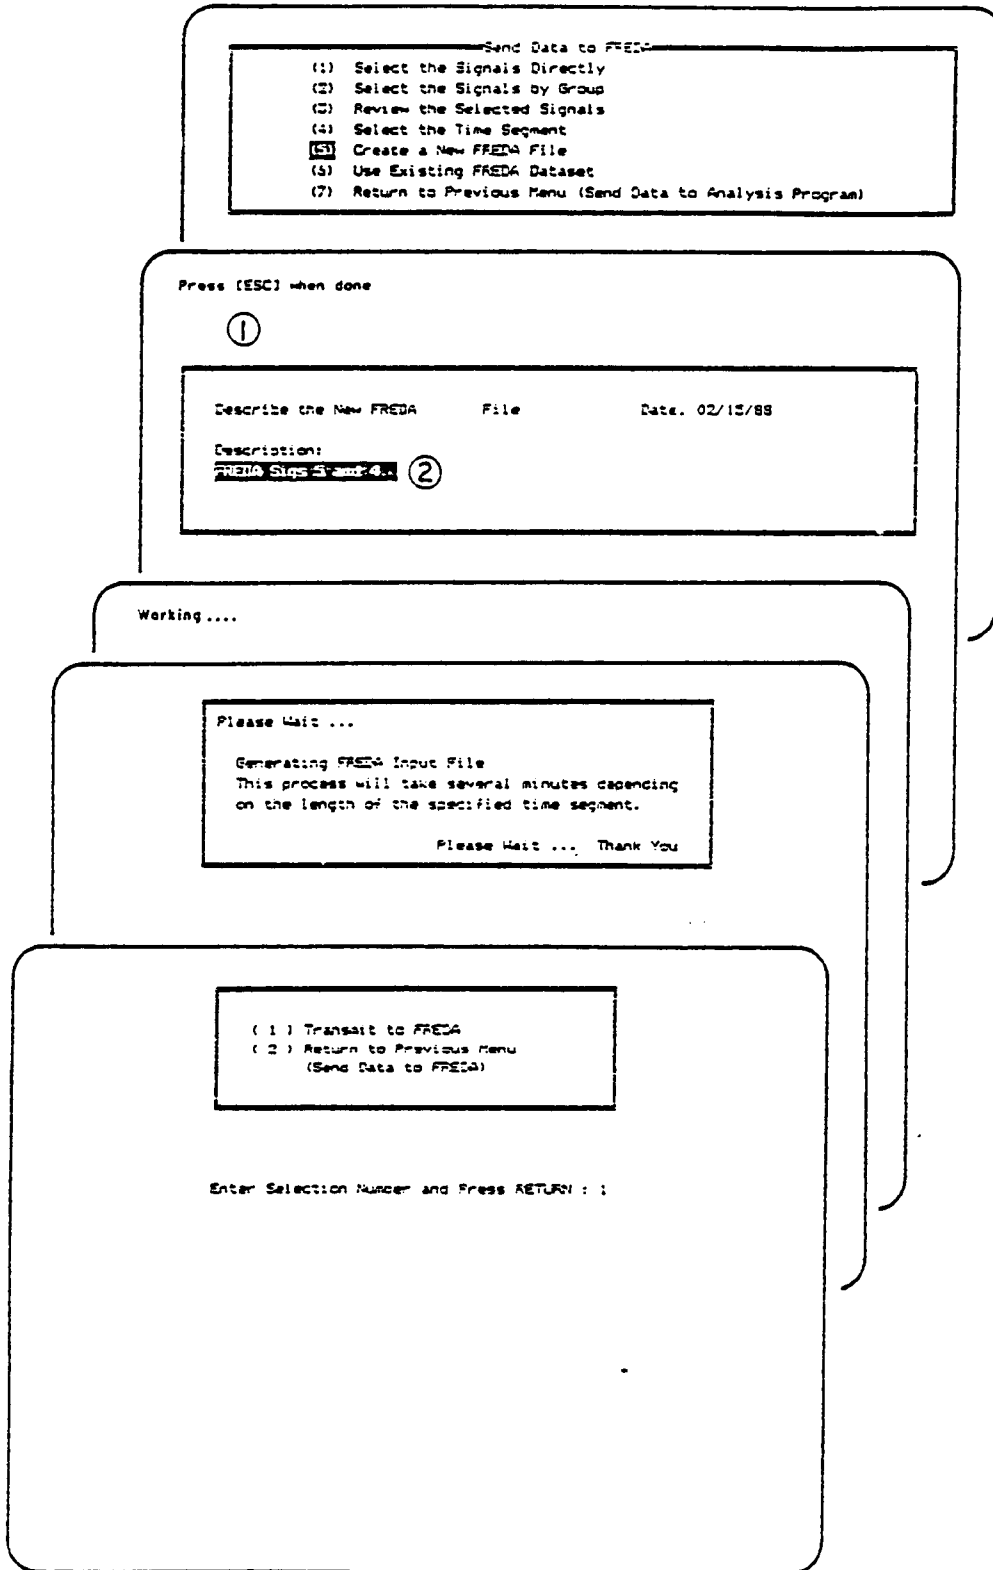 Send Data to FREDA
(1) Select the Signals Directly
(2) Select the Signals by Group
(3) Review the Selected Signals
(4) Select the Time Segment
(5) Create a New FREDA File
(6) Use Existing FREDA Dataset
(7) Return to Previous Menu (Send Data to Analysis Program)
Press [ESC] when done
1
Describe the New FREDA File Date. 02/15/88
Description:
FREDA Sigs 5 and 4.. 2
Working ....
Please Wait ...
Generating FREDA Input File
This process will take several minutes depending
on the length of the specified time segment.
Please Wait ... Thank You
( 1 ) Transmit to FREDA
( 2 ) Return to Previous Menu
(Send Data to FREDA)
Enter Selection Number and Press RETURN : 1